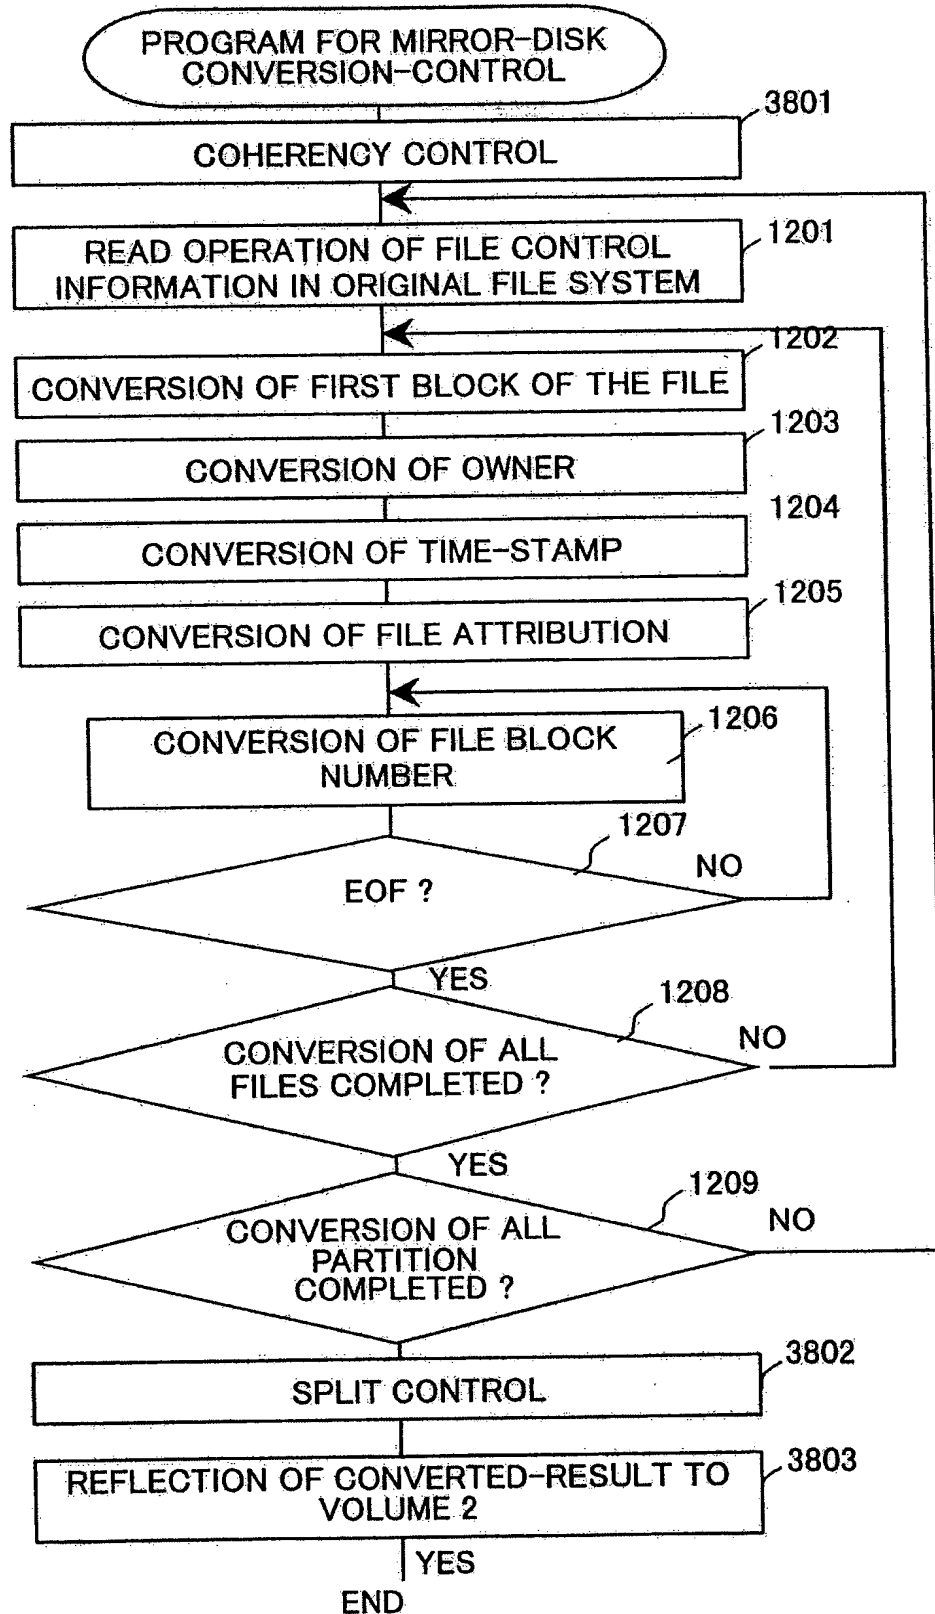 PROGRAM FOR MIRROR-DISK
CONVERSION-CONTROL
3801
COHERENCY CONTROL
1201
READ OPERATION OF FILE CONTROL
INFORMATION IN ORIGINAL FILE SYSTEM
1202
CONVERSION OF FIRST BLOCK OF THE FILE
1203
CONVERSION OF OWNER
1204
CONVERSION OF TIME-STAMP
1205
CONVERSION OF FILE ATTRIBUTION
1206
CONVERSION OF FILE BLOCK
NUMBER
1207
NO
EOF ?
YES
1208
NO
CONVERSION OF ALL
FILES COMPLETED ?
YES
1209
NO
CONVERSION OF ALL
PARTITION
COMPLETED ?
3802
SPLIT CONTROL
3803
REFLECTION OF CONVERTED-RESULT TO
VOLUME 2
YES
END